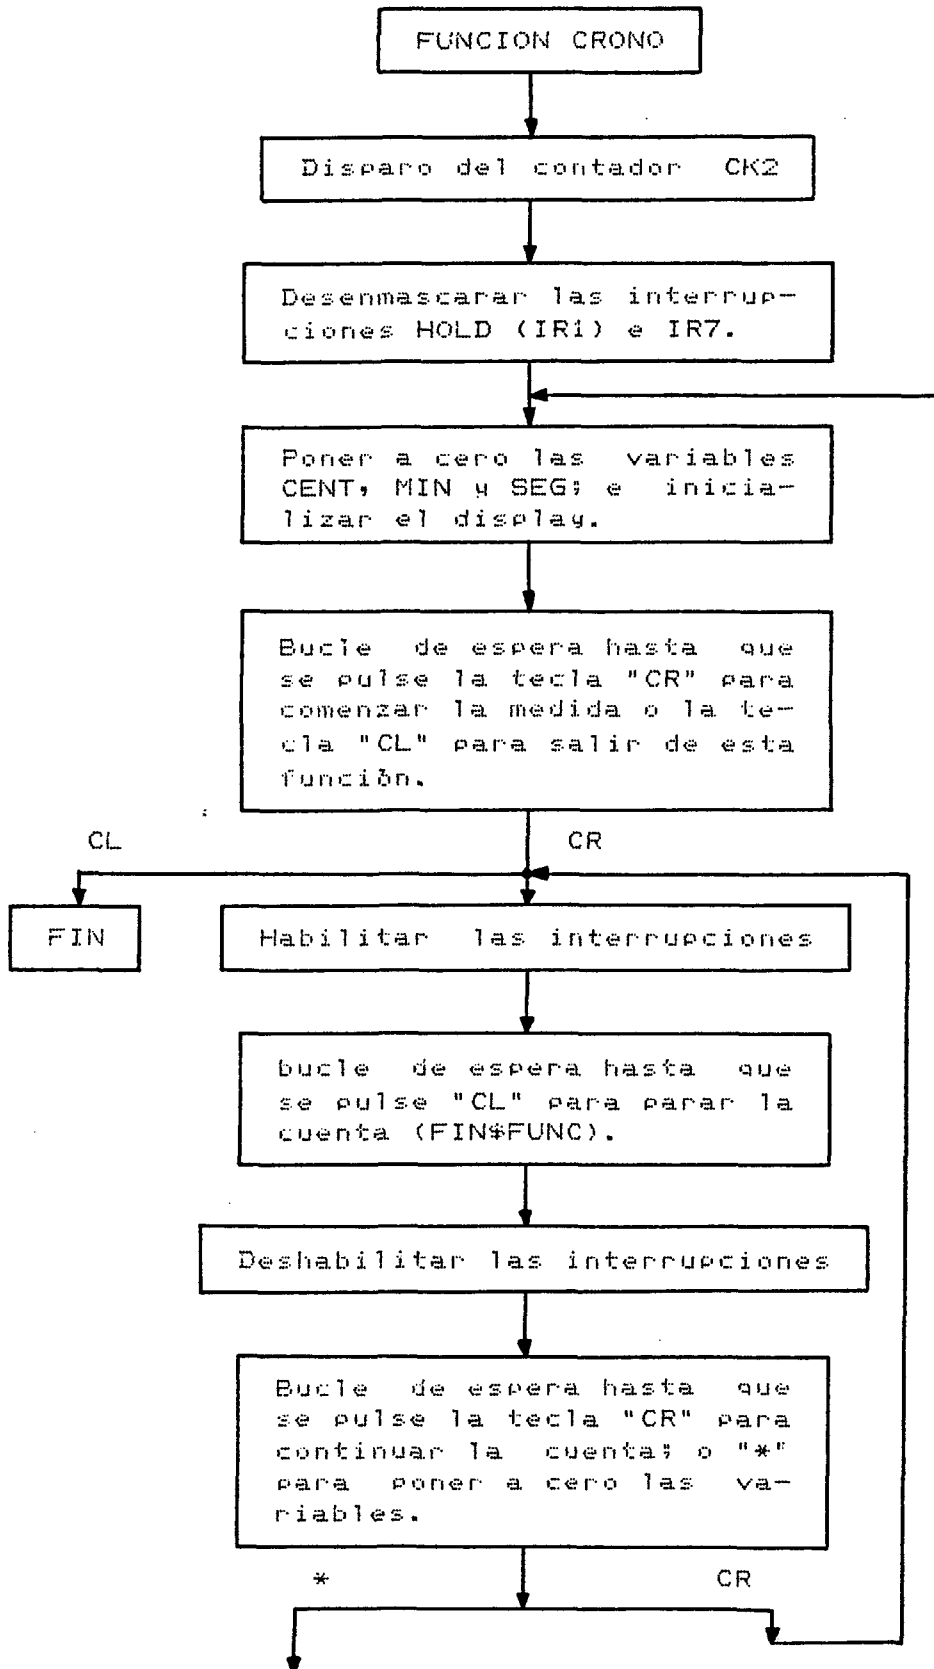 FUNCION CRONO
Disparo del contador CK2
Desenmascarar las interrup-
ciones HOLD (IR1) e IR7.
Poner a cero las variables
CENT, MIN y SEG; e inicia-
lizar el display.
Bucle de espera hasta que
se pulse la tecla "CR" para
comenzar la medida o la te-
cla "CL" para salir de esta
función.
CL
CR
FIN
Habilitar las interrupciones
bucle de espera hasta que
se pulse "CL" para parar la
cuenta (FIN$FUNC).
Deshabilitar las interrupciones
Bucle de espera hasta que
se pulse la tecla "CR" para
continuar la cuenta; o "*"
para poner a cero las va-
riables.
*
CR